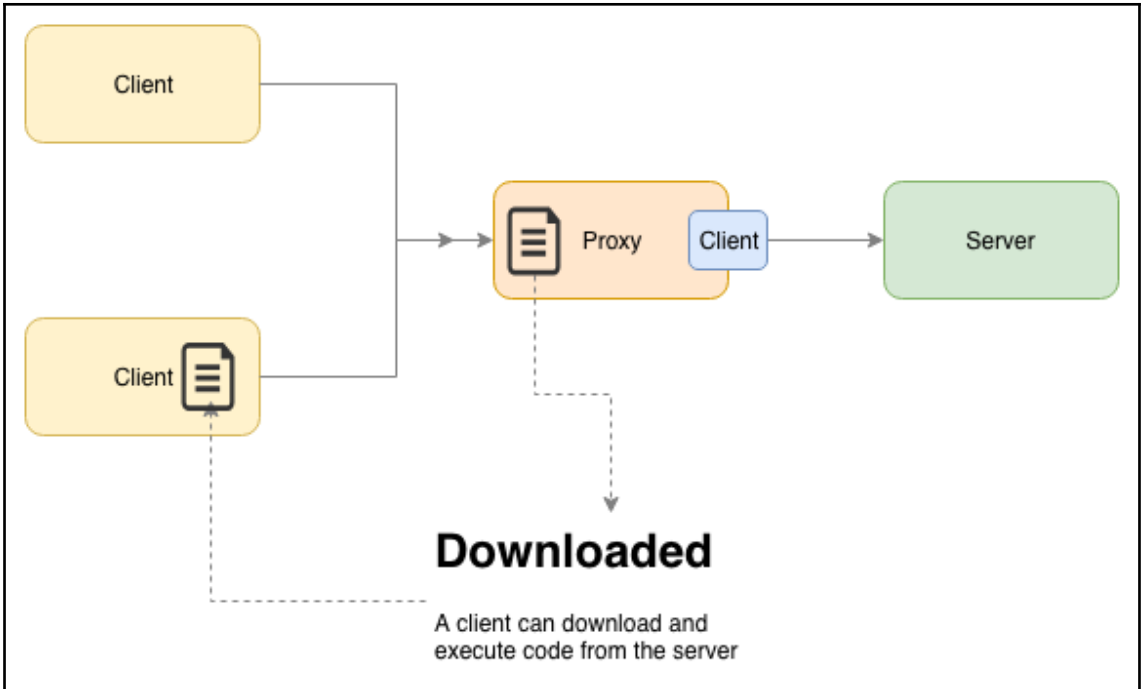 Client
Proxy
Client
Server
Client
Downloaded
A client can download and
execute code from the server